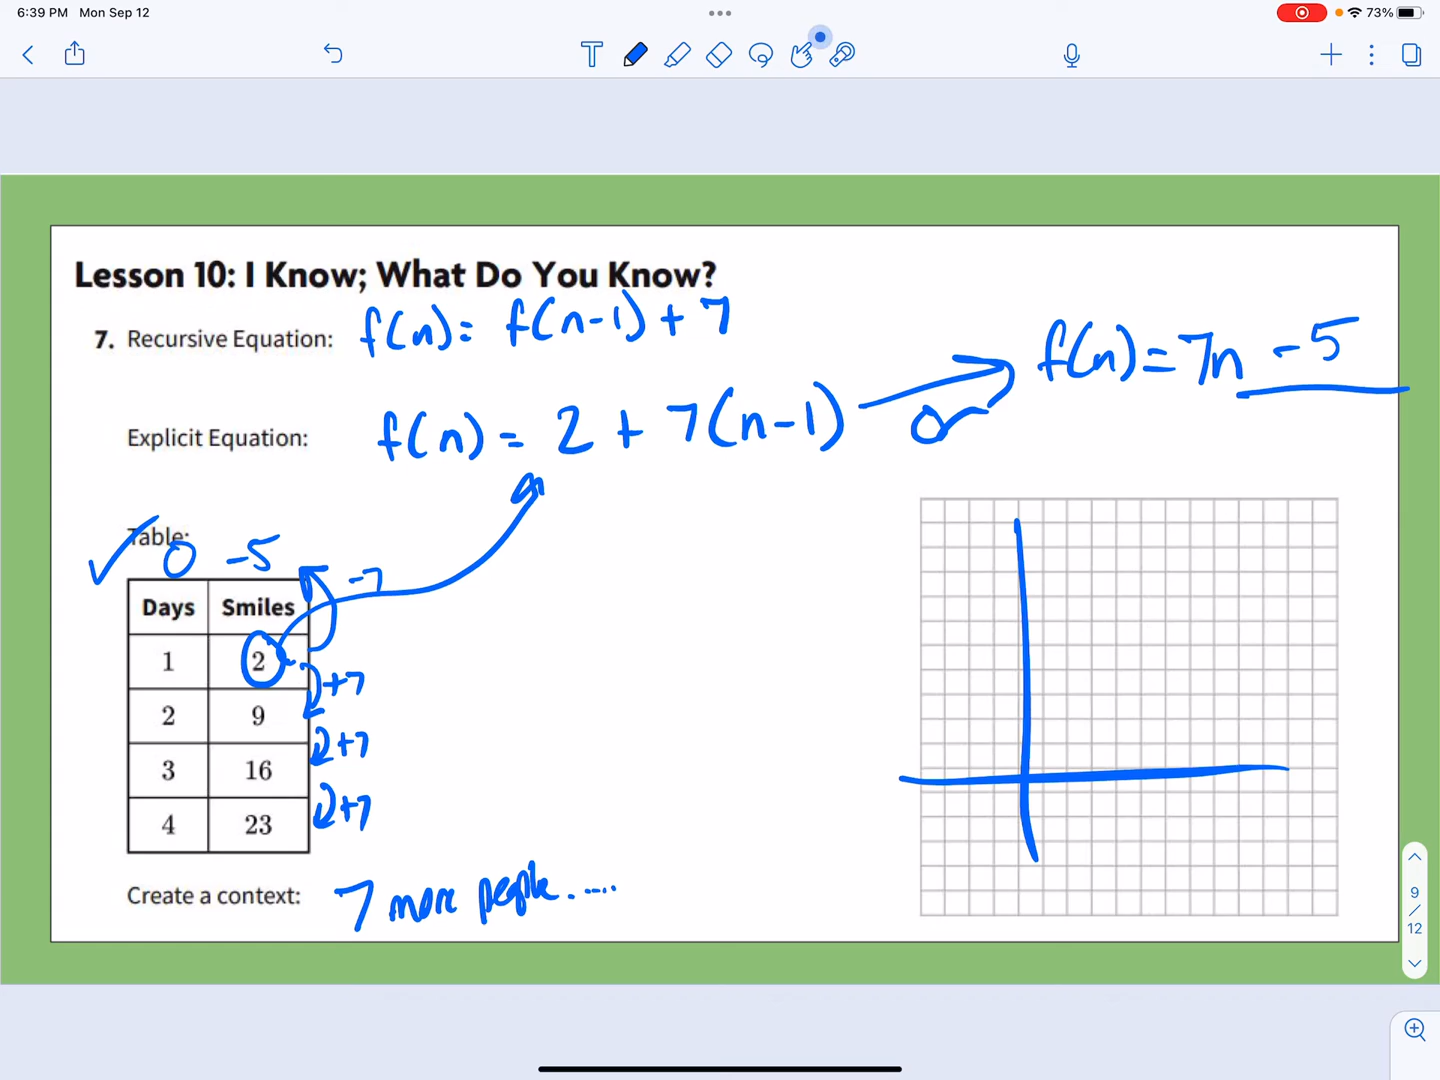 6:39 PM Mon Sep 12
73%
Lesson 10: I Know; What Do You Know?
7. Recursive Equation: f(n) = f(n-1) + 7
f(n) = 7n - 5
Explicit Equation: f(n) = 2 + 7(n-1) or
Table:
0 -5
-7
Days Smiles
1 2
+7
2 9
+7
3 16
+7
4 23
Create a context: 7 more people.....
9
/
12